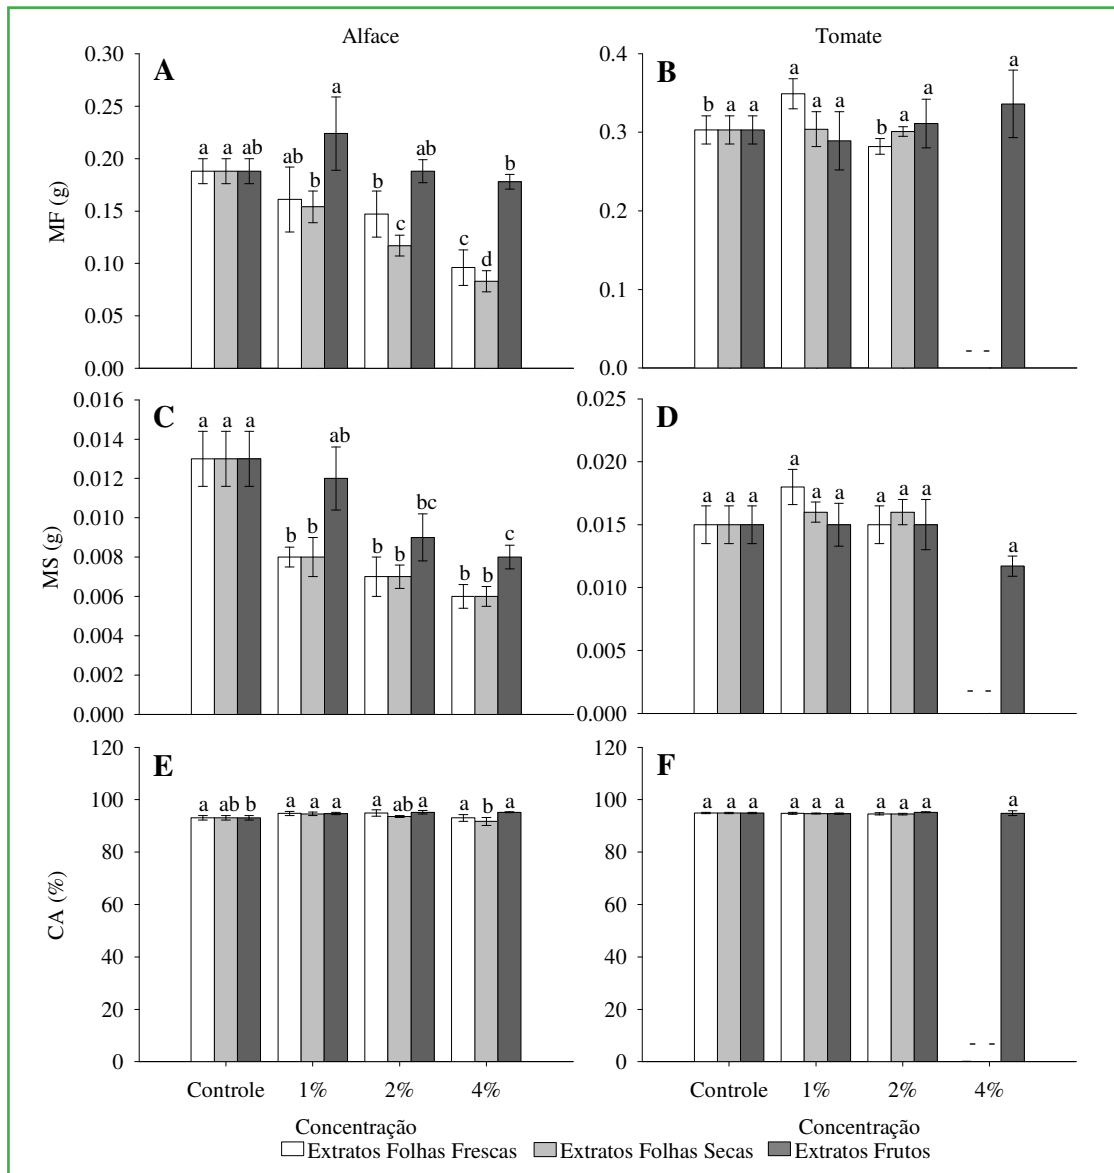 Alface
Tomate
A
0.30
0.25
0.20
0.15
0.10
0.05
0.00
MF (g)
a a ab
ab b a
b c ab
c d b
B
0.4
0.3
0.2
0.1
0.0
b a a
a a a
b a a
- - a
C
0.016
0.014
0.012
0.010
0.008
0.006
0.004
0.002
0.000
MS (g)
a a a
b b ab
b b bc
b b c
D
0.025
0.020
0.015
0.010
0.005
0.000
a a a
a a a
a a a
- - a
E
120
100
80
60
40
20
0
CA (%)
a ab b
a a a
a ab a
a b a
Controle 1% 2% 4%
Concentração
F
120
100
80
60
40
20
0
a a a
a a a
a a a
- - a
Controle 1% 2% 4%
Concentração
Extratos Folhas Frescas Extratos Folhas Secas Extratos Frutos